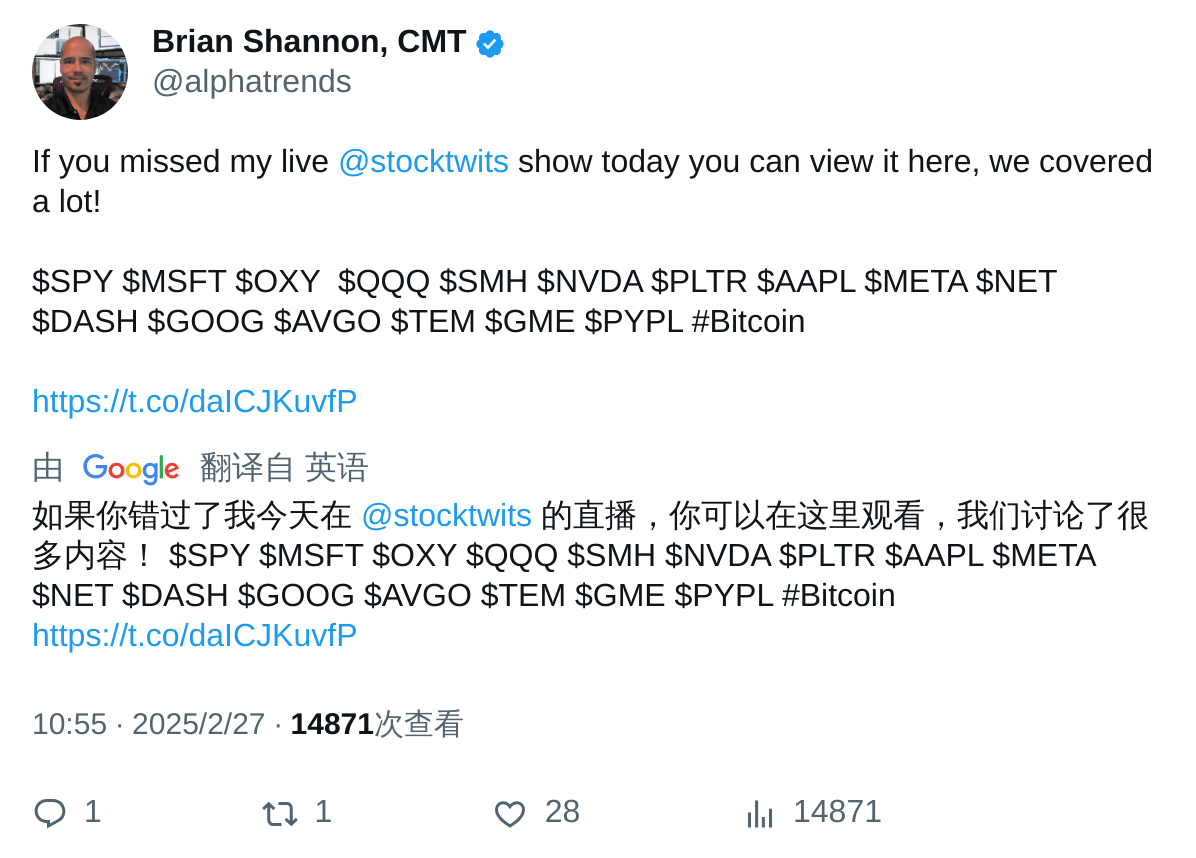 Brian Shannon, CMT
@alphatrends
If you missed my live @stocktwits show today you can view it here, we covered
a lot!
$SPY $MSFT $OXY  $QQQ $SMH $NVDA $PLTR $AAPL $META $NET
$DASH $GOOG $AVGO $TEM $GME $PYPL #Bitcoin
https://t.co/daICJKuvfP
由 Google 翻译自 英语
如果你错过了我今天在 @stocktwits 的直播，你可以在这里观看，我们讨论了很
多内容！ $SPY $MSFT $OXY $QQQ $SMH $NVDA $PLTR $AAPL $META
$NET $DASH $GOOG $AVGO $TEM $GME $PYPL #Bitcoin
https://t.co/daICJKuvfP
10:55 · 2025/2/27 · 14871次查看
1 1 28 14871